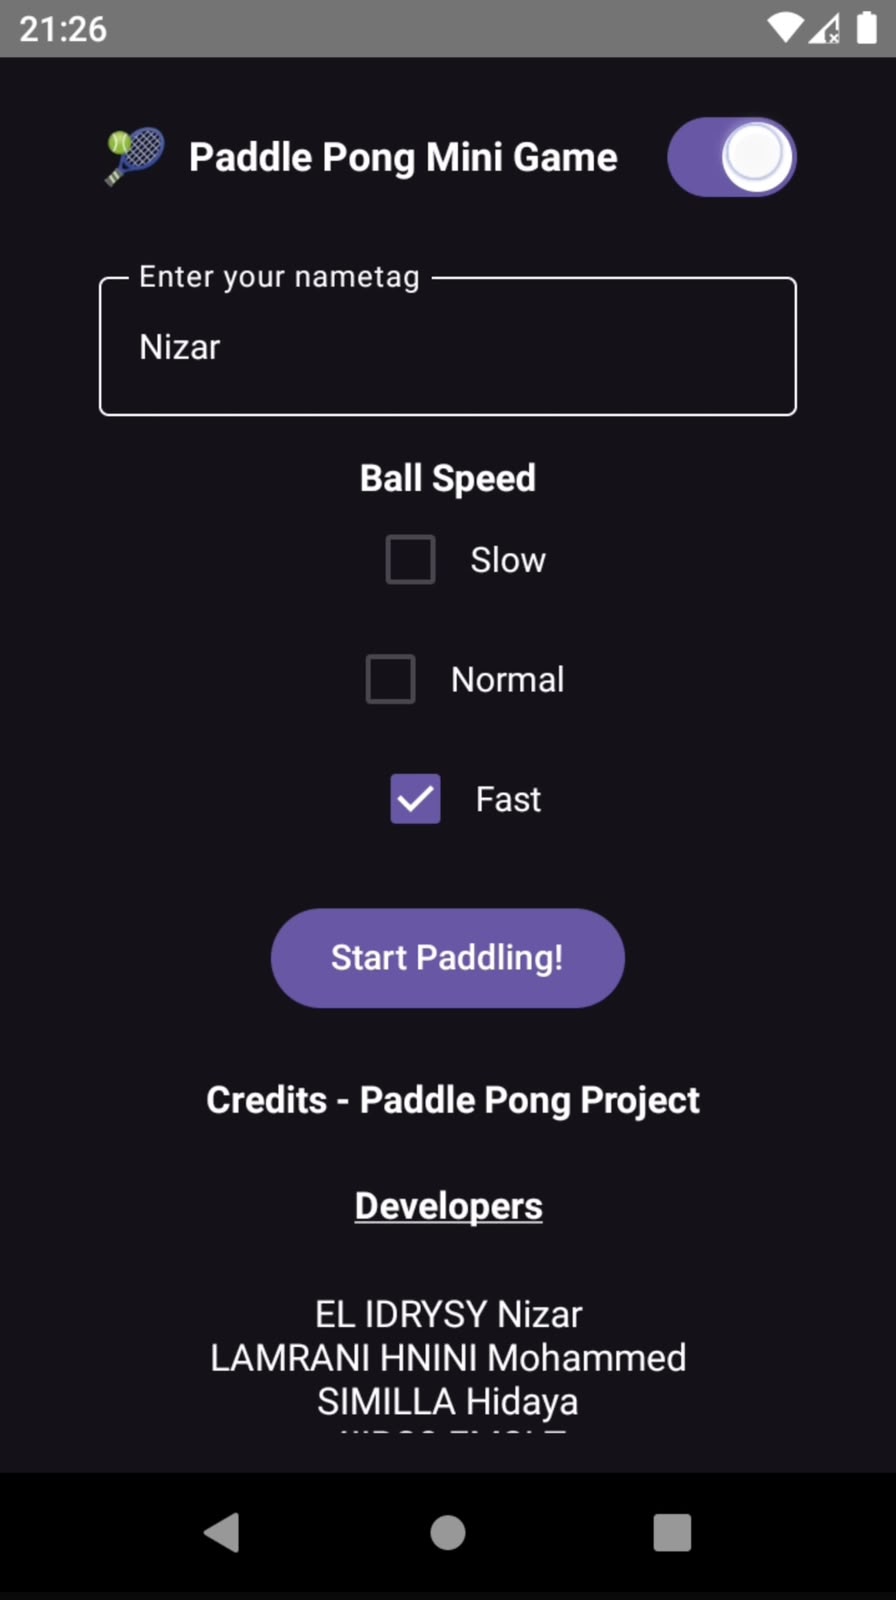 21:26
Paddle Pong Mini Game
Enter your nametag
Nizar
Ball Speed
Slow
Normal
Fast
Start Paddling!
Credits - Paddle Pong Project
Developers
EL IDRYSY Nizar
LAMRANI HNINI Mohammed
SIMILLA Hidaya